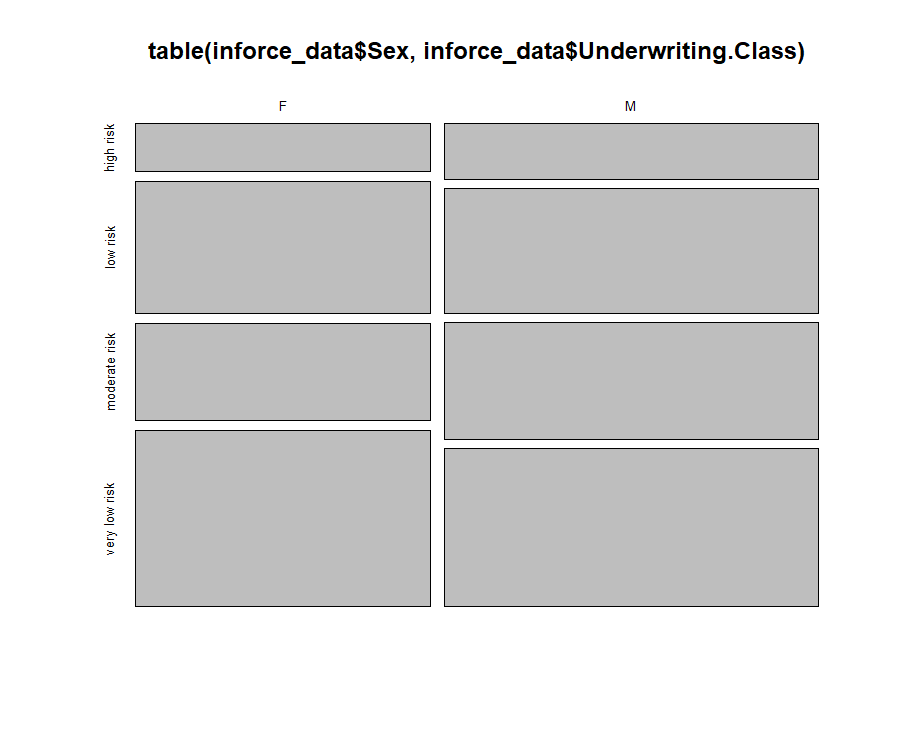 table(inforce_data$Sex, inforce_data$Underwriting.Class)
F
M
high risk
low risk
moderate risk
very low risk